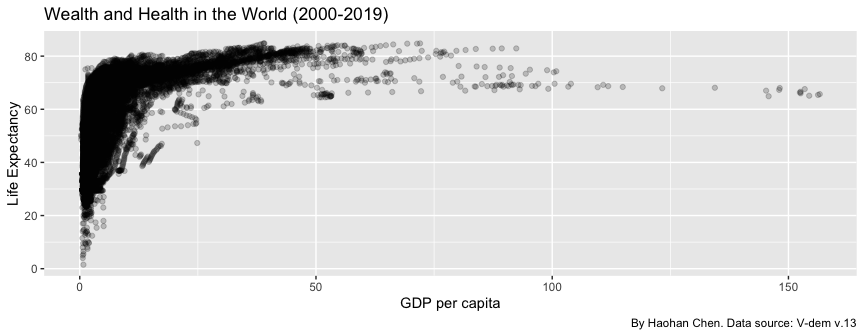 Wealth and Health in the World (2000-2019)
Life Expectancy
80
60
40
20
0
0 50 100 150
GDP per capita
By Haohan Chen. Data source: V-dem v.13